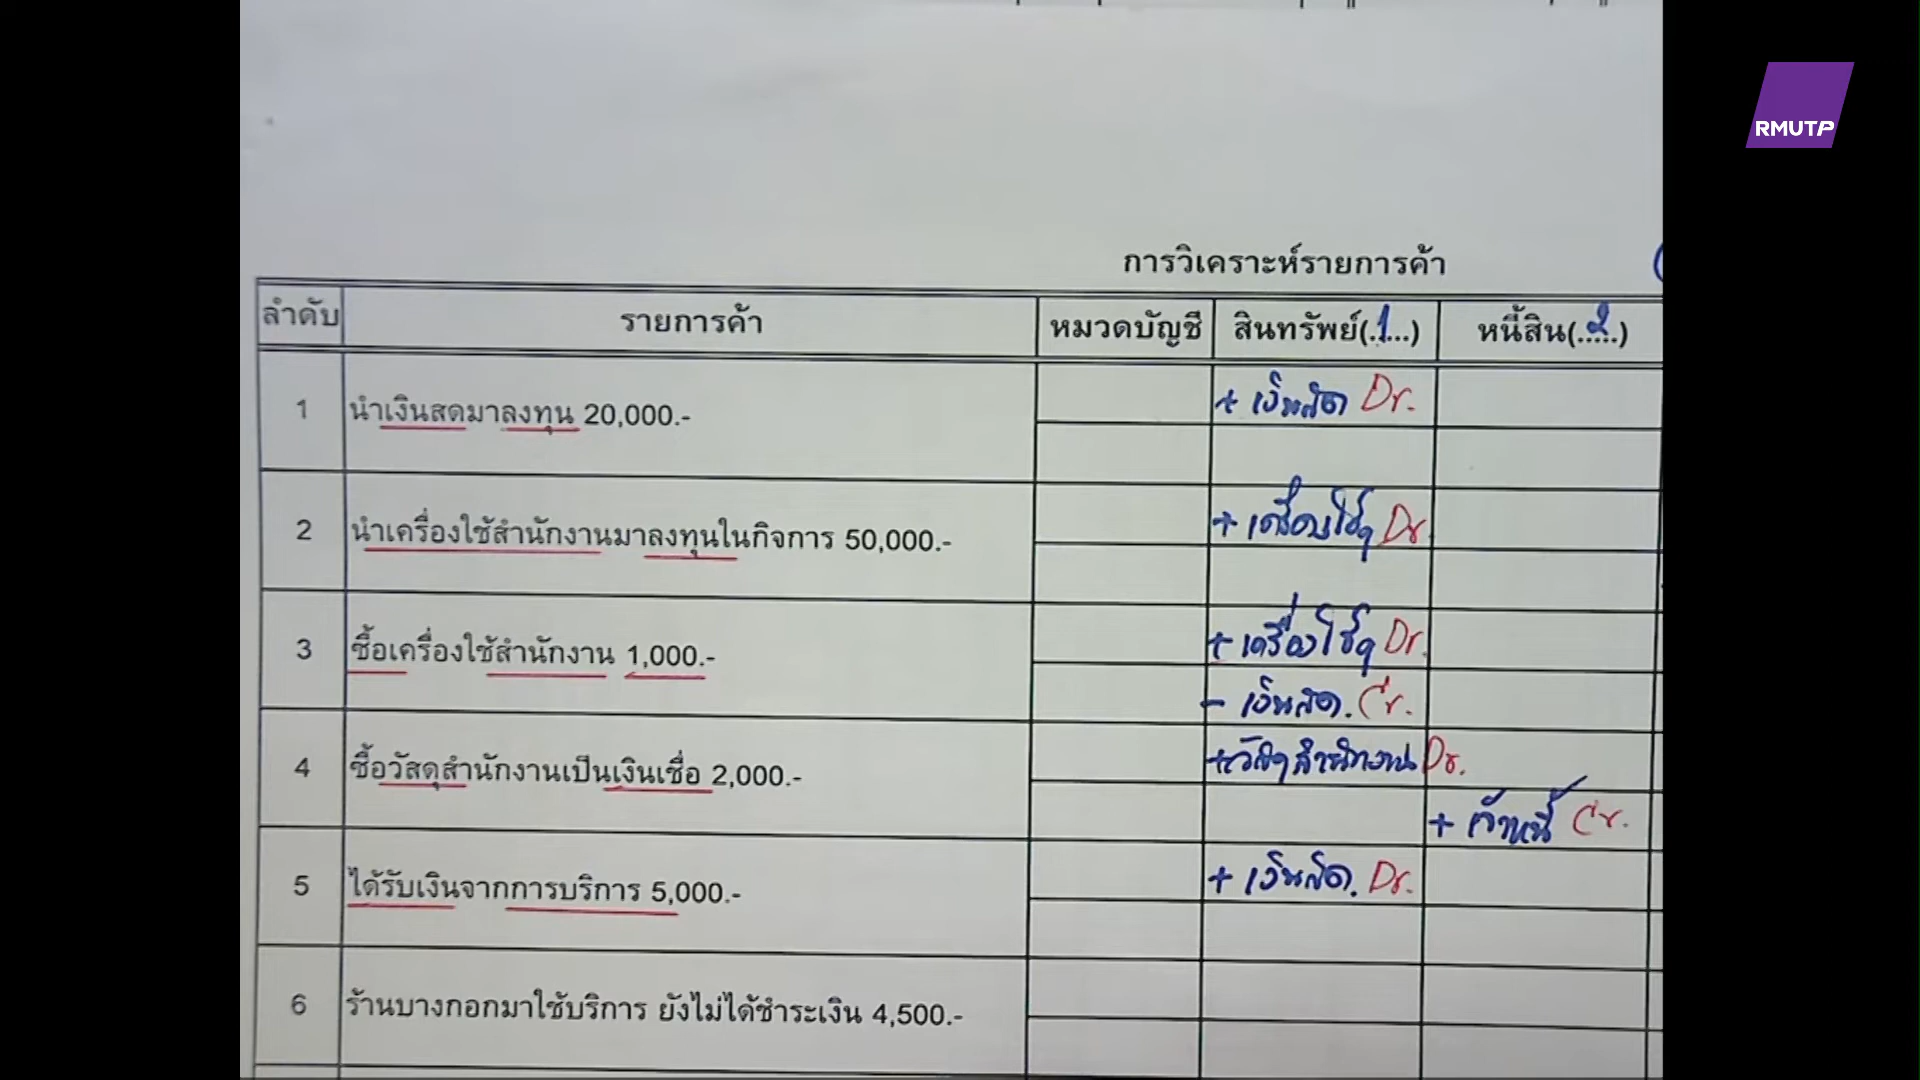 RMUTP
การวิเคราะห์รายการค้า
ลำดับ รายการค้า หมวดบัญชี สินทรัพย์(.1...) หนี้สิน(..2...)
1 นำเงินสดมาลงทุน 20,000.- + เงินสด Dr.
2 นำเครื่องใช้สำนักงานมาลงทุนในกิจการ 50,000.- + เครื่องใช้ฯ Dr.
3 ซื้อเครื่องใช้สำนักงาน 1,000.- + เครื่องใช้ฯ Dr.
- เงินสด. Cr.
4 ซื้อวัสดุสำนักงานเป็นเงินเชื่อ 2,000.- + วัสดุสำนักงาน Dr.
+ เจ้าหนี้ Cr.
5 ได้รับเงินจากการบริการ 5,000.- + เงินสด. Dr.
6 ร้านบางกอกมาใช้บริการ ยังไม่ได้ชำระเงิน 4,500.-